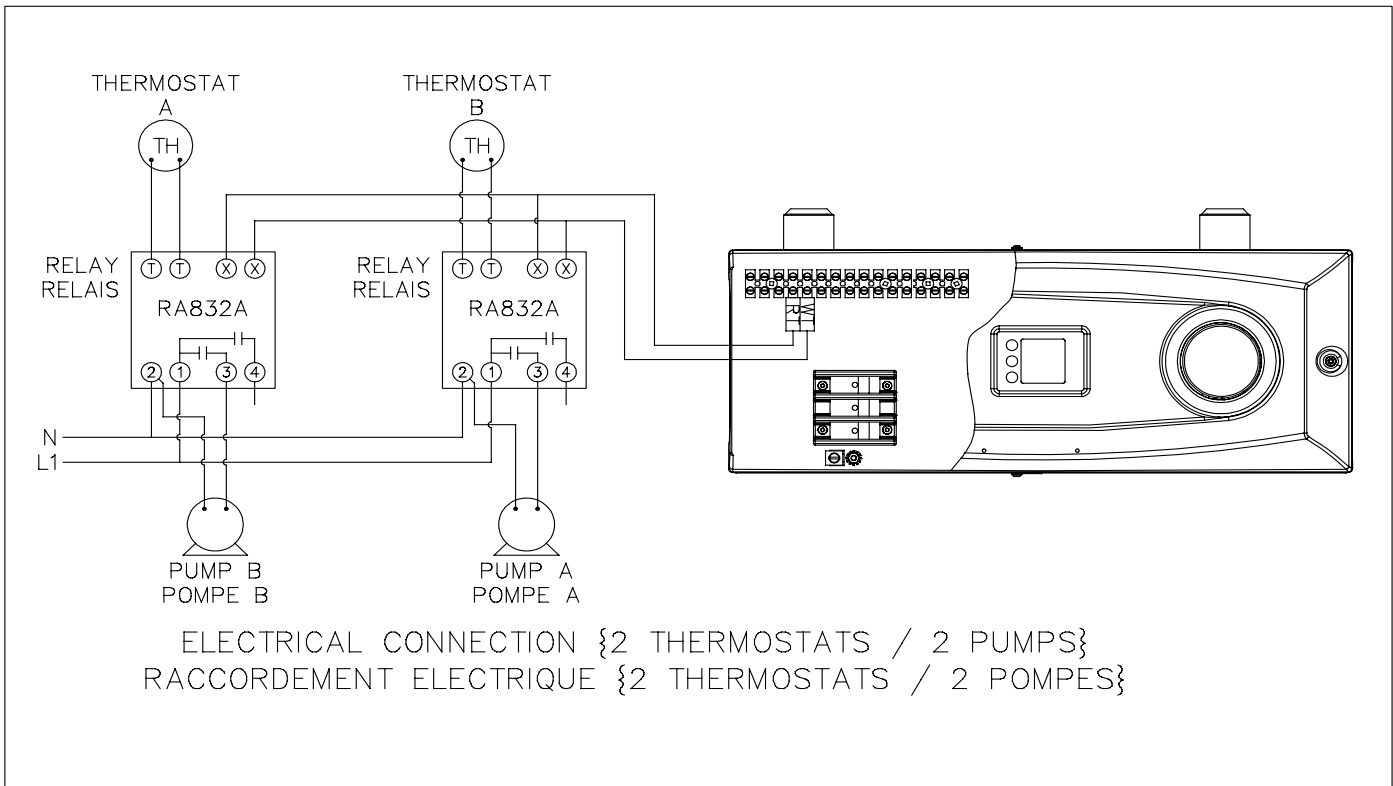 THERMOSTAT
A
TH
THERMOSTAT
B
TH
RELAY
RELAIS
T T X X
RA832A
2 1 3 4
RELAY
RELAIS
T T X X
RA832A
2 1 3 4
R W
N
L1
PUMP B
POMPE B
PUMP A
POMPE A
ELECTRICAL CONNECTION {2 THERMOSTATS / 2 PUMPS}
RACCORDEMENT ELECTRIQUE {2 THERMOSTATS / 2 POMPES}